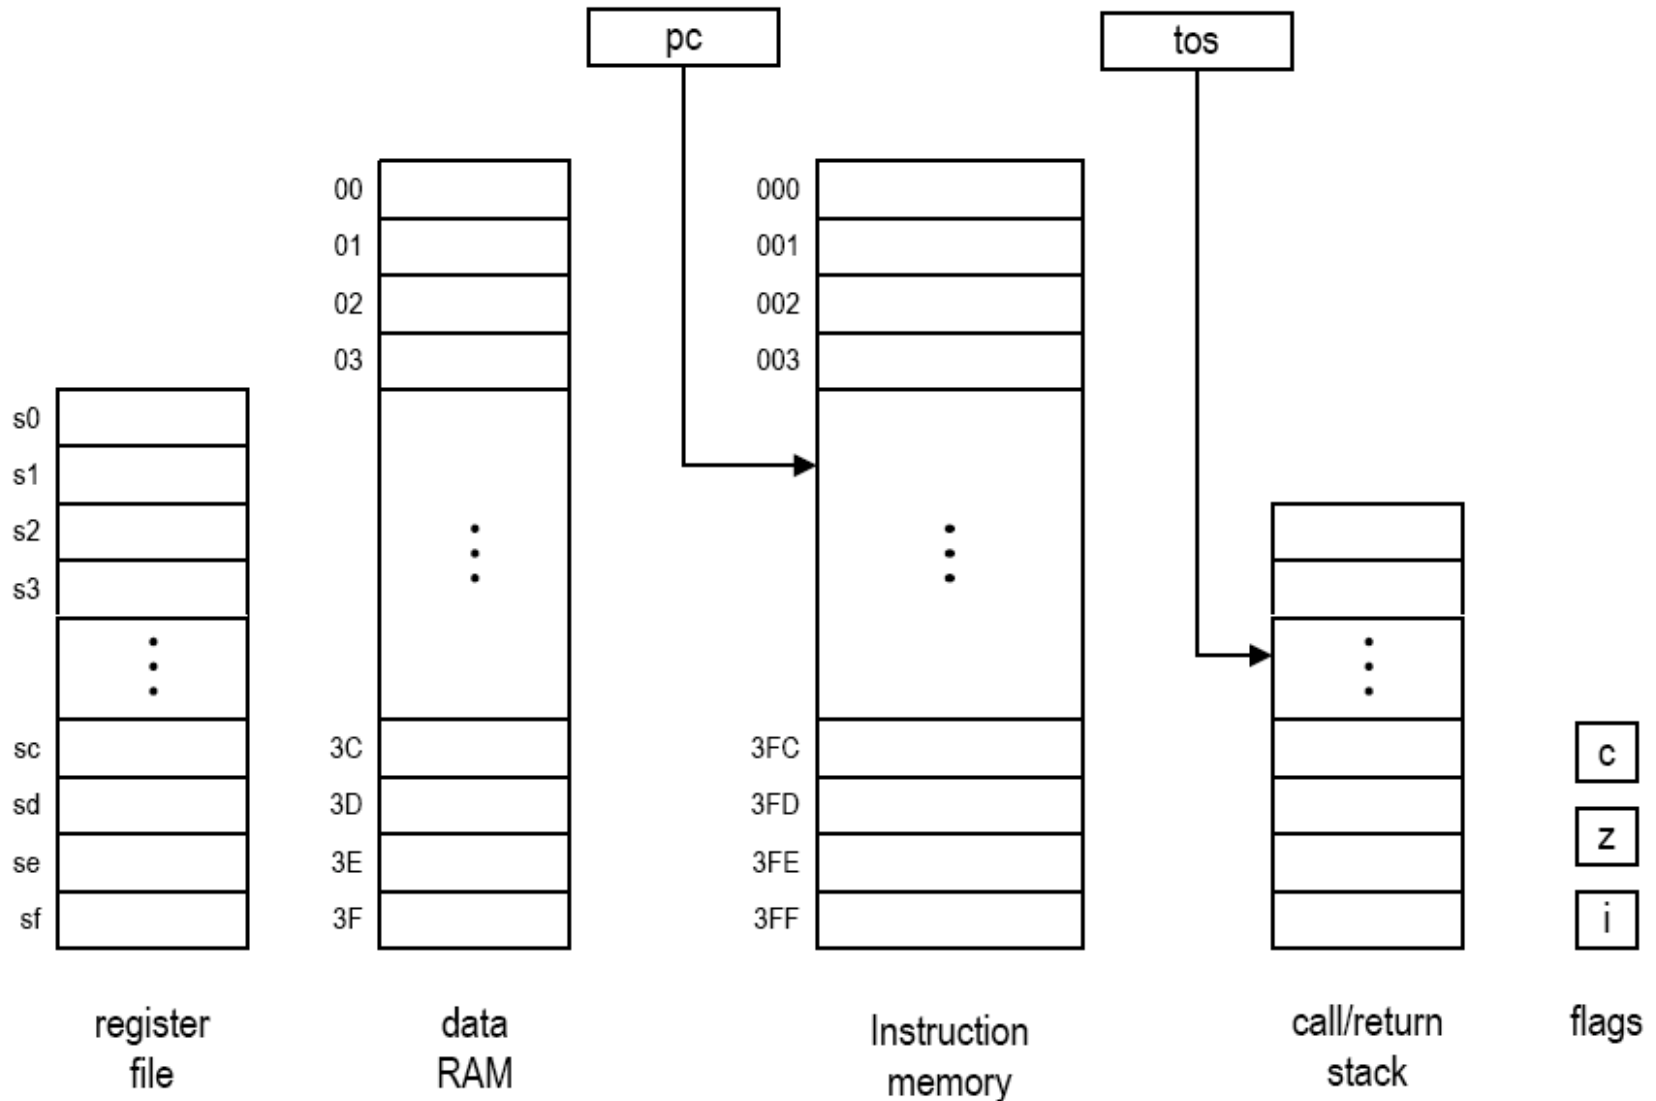 pc
tos
00
01
02
03
000
001
002
003
s0
s1
s2
s3
sc
sd
se
sf
3C
3D
3E
3F
3FC
3FD
3FE
3FF
c
z
i
register
file
data
RAM
Instruction
memory
call/return
stack
flags